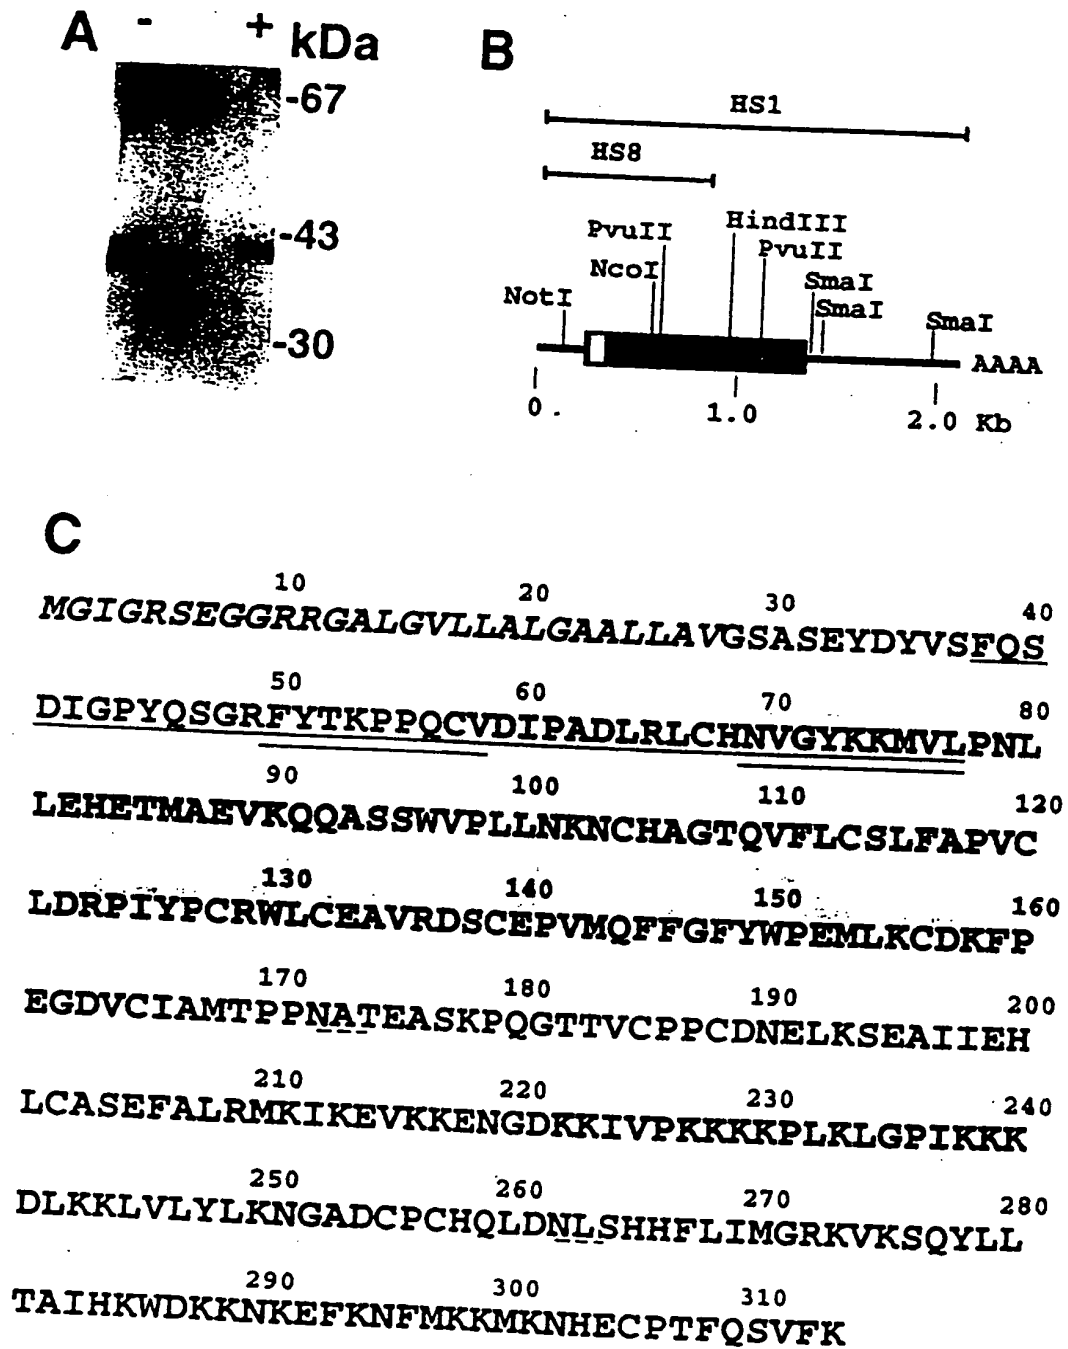 A - + kDa
-67
-43
-30
B
HS1
HS8
PvuII
HindIII
PvuII
NcoI
SmaI
NotI
SmaI
SmaI
AAAA
0. 1.0 2.0 Kb
C
10 20 30 40
MGIGRSEGGRRGALGVLLALGAALLAVGSASEYDYVSFQS
50 60 70 80
DIGPYQSGRFYTKPPQCVDIPADLRLCHNVGYKKMVLPNL
90 100 110 120
LEHETMAEVKQQASSWVPLLNKNCHAGTQVFLCSLFAPVC
130 140 150 160
LDRPIYPCRWLCEAVRDSCEPVMQFFGFYWPEMLKCDKFP
170 180 190 200
EGDVCIAMTPPNATEASKPQGTTVCPPCDNELKSEAIIEH
210 220 230 240
LCASEFALRMKIKEVKKENGDKKIVPKKKKPLKLGPIKKK
250 260 270 280
DLKKLVLYLKNGADCPCHQLDNLSHHFLIMGRKVKSQYLL
290 300 310
TAIHKWDKKNKEFKNFMKKMKNHECPTFQSVFK